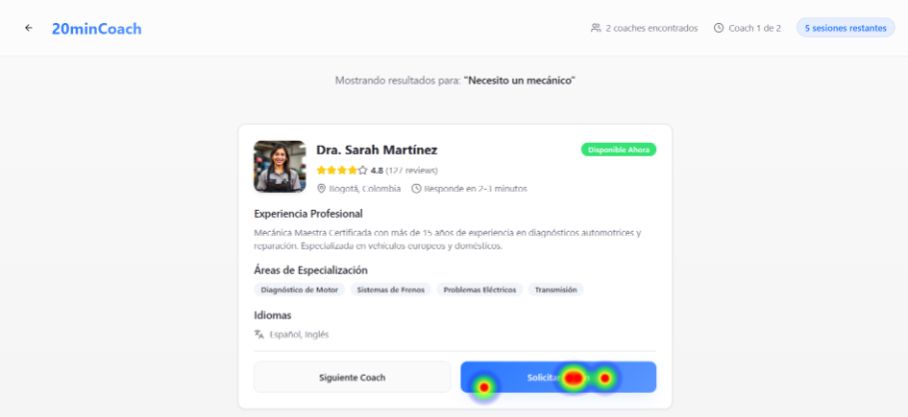 20minCoach
2 coaches encontrados
Coach 1 de 2
5 sesiones restantes
Mostrando resultados para: "Necesito un mecánico"
Dra. Sarah Martínez
Disponible Ahora
4.8 (127 reviews)
Bogotá, Colombia
Responde en 2-3 minutos
Experiencia Profesional
Mecánica Maestra Certificada con más de 15 años de experiencia en diagnósticos automotrices y
reparación. Especializada en vehículos europeos y domésticos.
Áreas de Especialización
Diagnóstico de Motor
Sistemas de Frenos
Problemas Eléctricos
Transmisión
Idiomas
Español, Inglés
Siguiente Coach